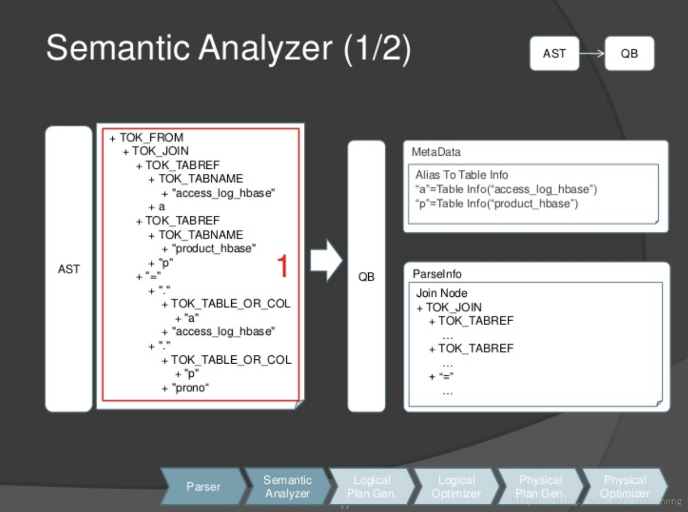 Semantic Analyzer (1/2)
AST
QB
AST
+ TOK_FROM
+ TOK_JOIN
+ TOK_TABREF
+ TOK_TABNAME
+ "access_log_hbase"
+ a
+ TOK_TABREF
+ TOK_TABNAME
+ "product_hbase"
+ "p"
+ "="
+ "."
+ TOK_TABLE_OR_COL
+ "a"
+ "access_log_hbase"
+ "."
+ TOK_TABLE_OR_COL
+ "p"
+ "prono"
1
QB
MetaData
Alias To Table Info
"a"=Table Info("access_log_hbase")
"p"=Table Info("product_hbase")
ParseInfo
Join Node
+ TOK_JOIN
+ TOK_TABREF
...
+ TOK_TABREF
...
+ "="
...
Parser
Semantic
Analyzer
Logical
Plan Gen.
Logical
Optimizer
Physical
Plan Gen.
Physical
Optimizer